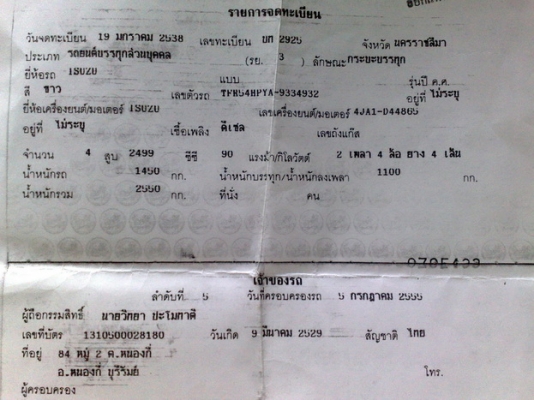 รายการจดทะเบียน
วันจดทะเบียน 19 มกราคม 2538 เลขทะเบียน บท 2925 จังหวัด นครราชสีมา
ประเภท รถยนต์บรรทุกส่วนบุคคล (รย. 3 ) ลักษณะ กระบะบรรทุก
ยี่ห้อรถ ISUZU แบบ รุ่นปี ค.ศ.
สี ขาว เลขตัวรถ TFR54HPYA-9334932 อยู่ที่ ไม่ระบุ
ยี่ห้อเครื่องยนต์/มอเตอร์ ISUZU เลขเครื่องยนต์/มอเตอร์ 4JA1-D44865
อยู่ที่ ไม่ระบุ เชื้อเพลิง ดีเซล เลขถังแก๊ส
จำนวน 4 สูบ 2499 ซีซี 90 แรงม้า/กิโลวัตต์ 2 เพลา 4 ล้อ ยาง 4 เส้น
น้ำหนักรถ 1450 กก. น้ำหนักบรรทุก/น้ำหนักลงเพลา 1100 กก.
น้ำหนักรวม 2550 กก. ที่นั่ง คน
เจ้าของรถ
ลำดับที่ 5 วันที่ครอบครองรถ 5 กรกฎาคม 2555
ผู้ถือกรรมสิทธิ์ นายวิทยา ปะโมทาติ
เลขที่บัตร 1310500028180 วันเกิด 9 มีนาคม 2529 สัญชาติ ไทย
ที่อยู่ 84 หมู่ 2 ต.หนองกี่
อ.หนองกี่ บุรีรัมย์ โทร.
ผู้ครอบครอง